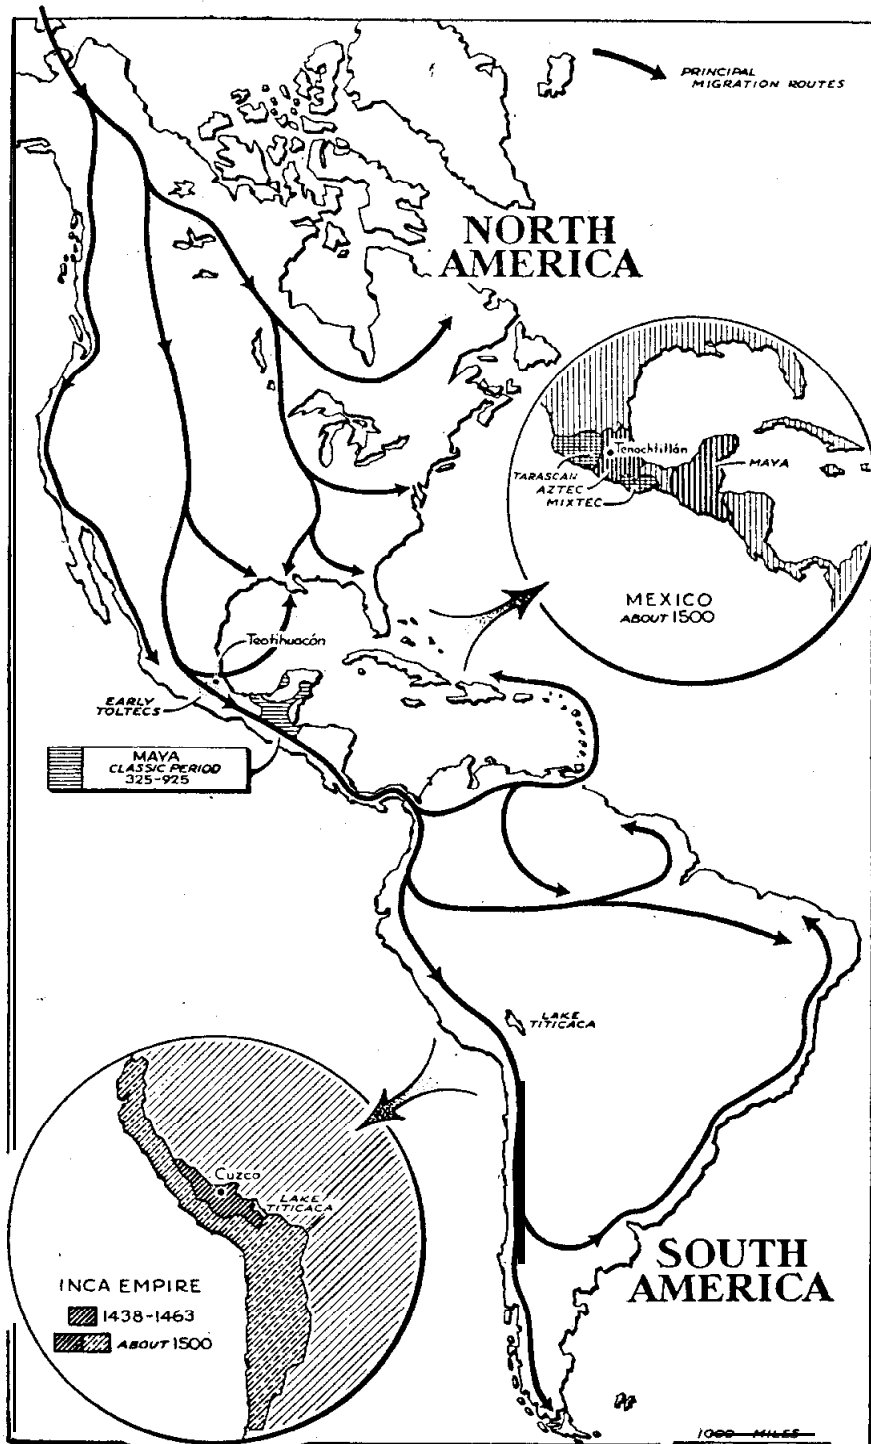 PRINCIPAL
MIGRATION ROUTES
NORTH
AMERICA
Tenochtitlán
TARASCAN
AZTEC
MIXTEC
MAYA
MEXICO
ABOUT 1500
Teotihuacón
EARLY
TOLTECS
MAYA
CLASSIC PERIOD
325-925
LAKE
TITICACA
Cuzco
LAKE
TITICACA
INCA EMPIRE
1438-1463
ABOUT 1500
SOUTH
AMERICA
1000 MILES